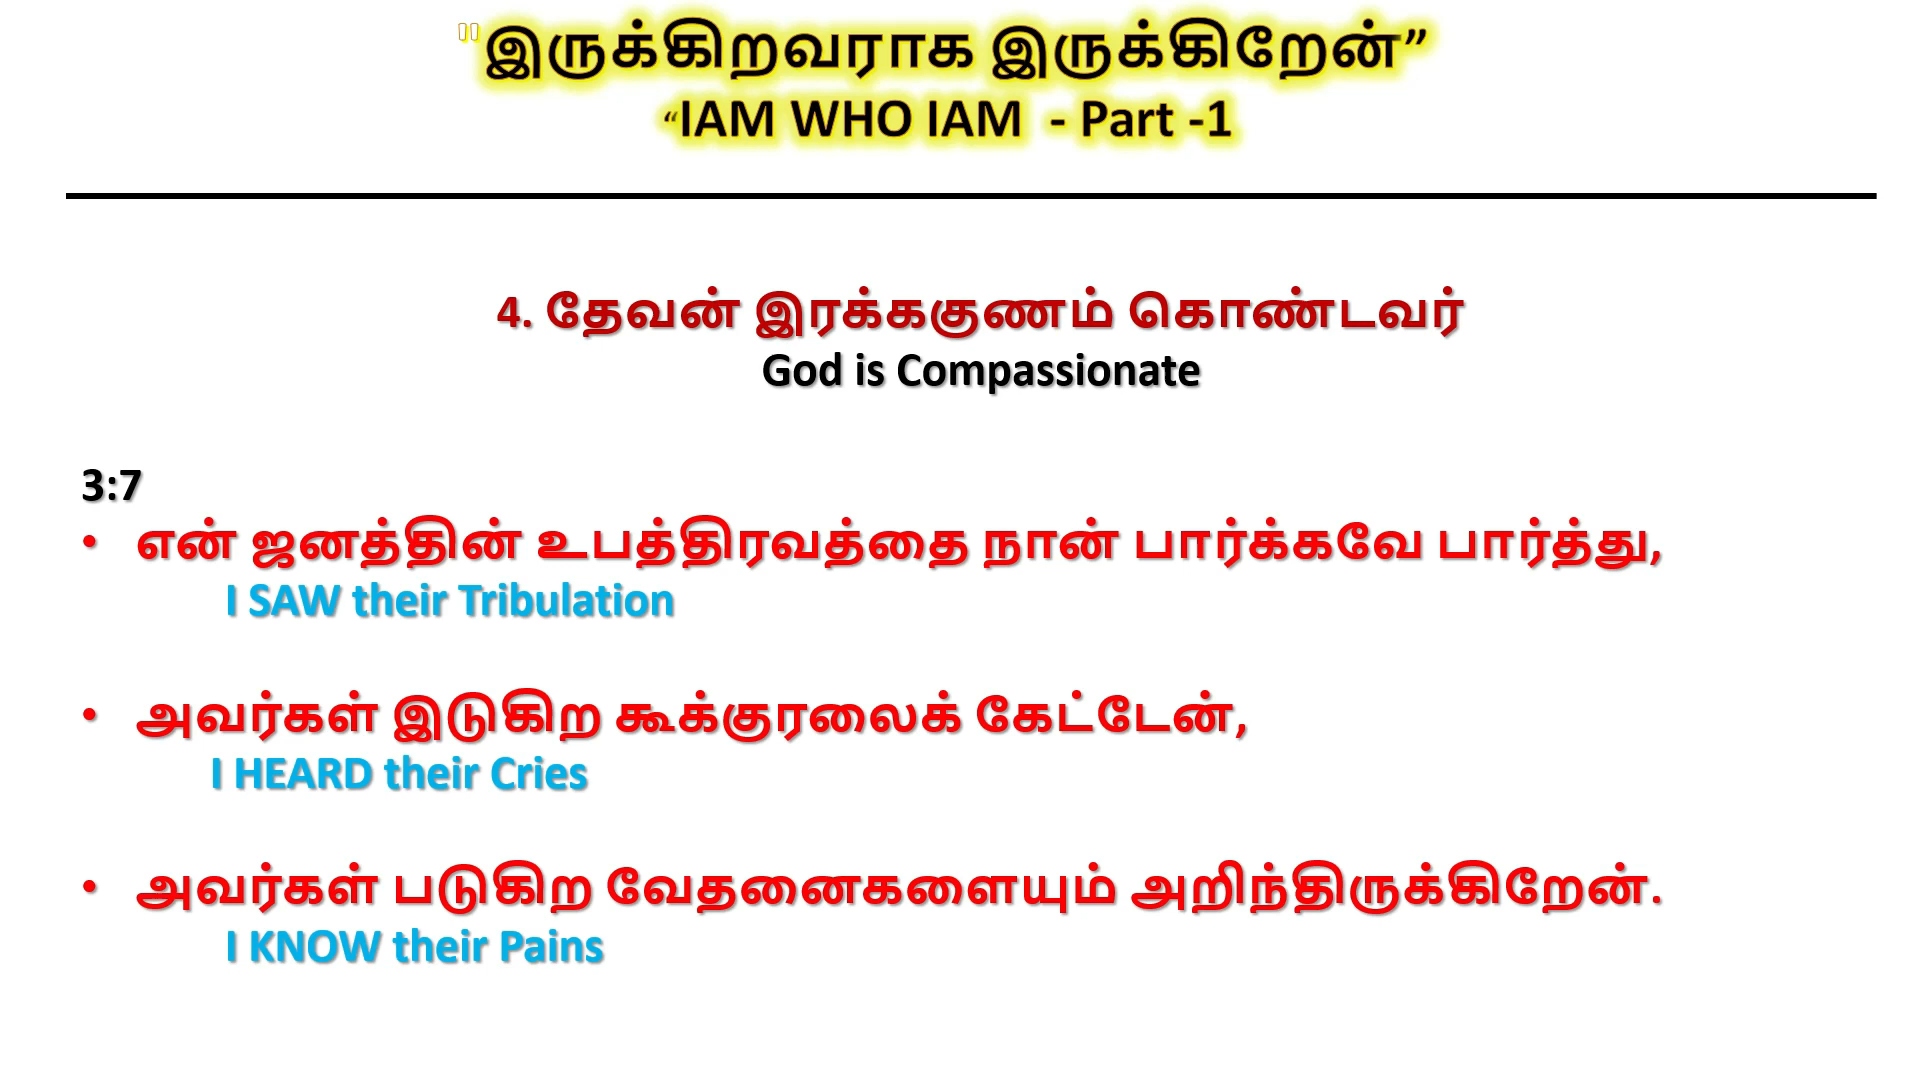 "இருக்கிறவராக இருக்கிறேன்”
“IAM WHO IAM - Part -1
4. தேவன் இரக்ககுணம் கொண்டவர்
God is Compassionate
3:7
• என் ஜனத்தின் உபத்திரவத்தை நான் பார்க்கவே பார்த்து,
I SAW their Tribulation
• அவர்கள் இடுகிற கூக்குரலைக் கேட்டேன்,
I HEARD their Cries
• அவர்கள் படுகிற வேதனைகளையும் அறிந்திருக்கிறேன்.
I KNOW their Pains